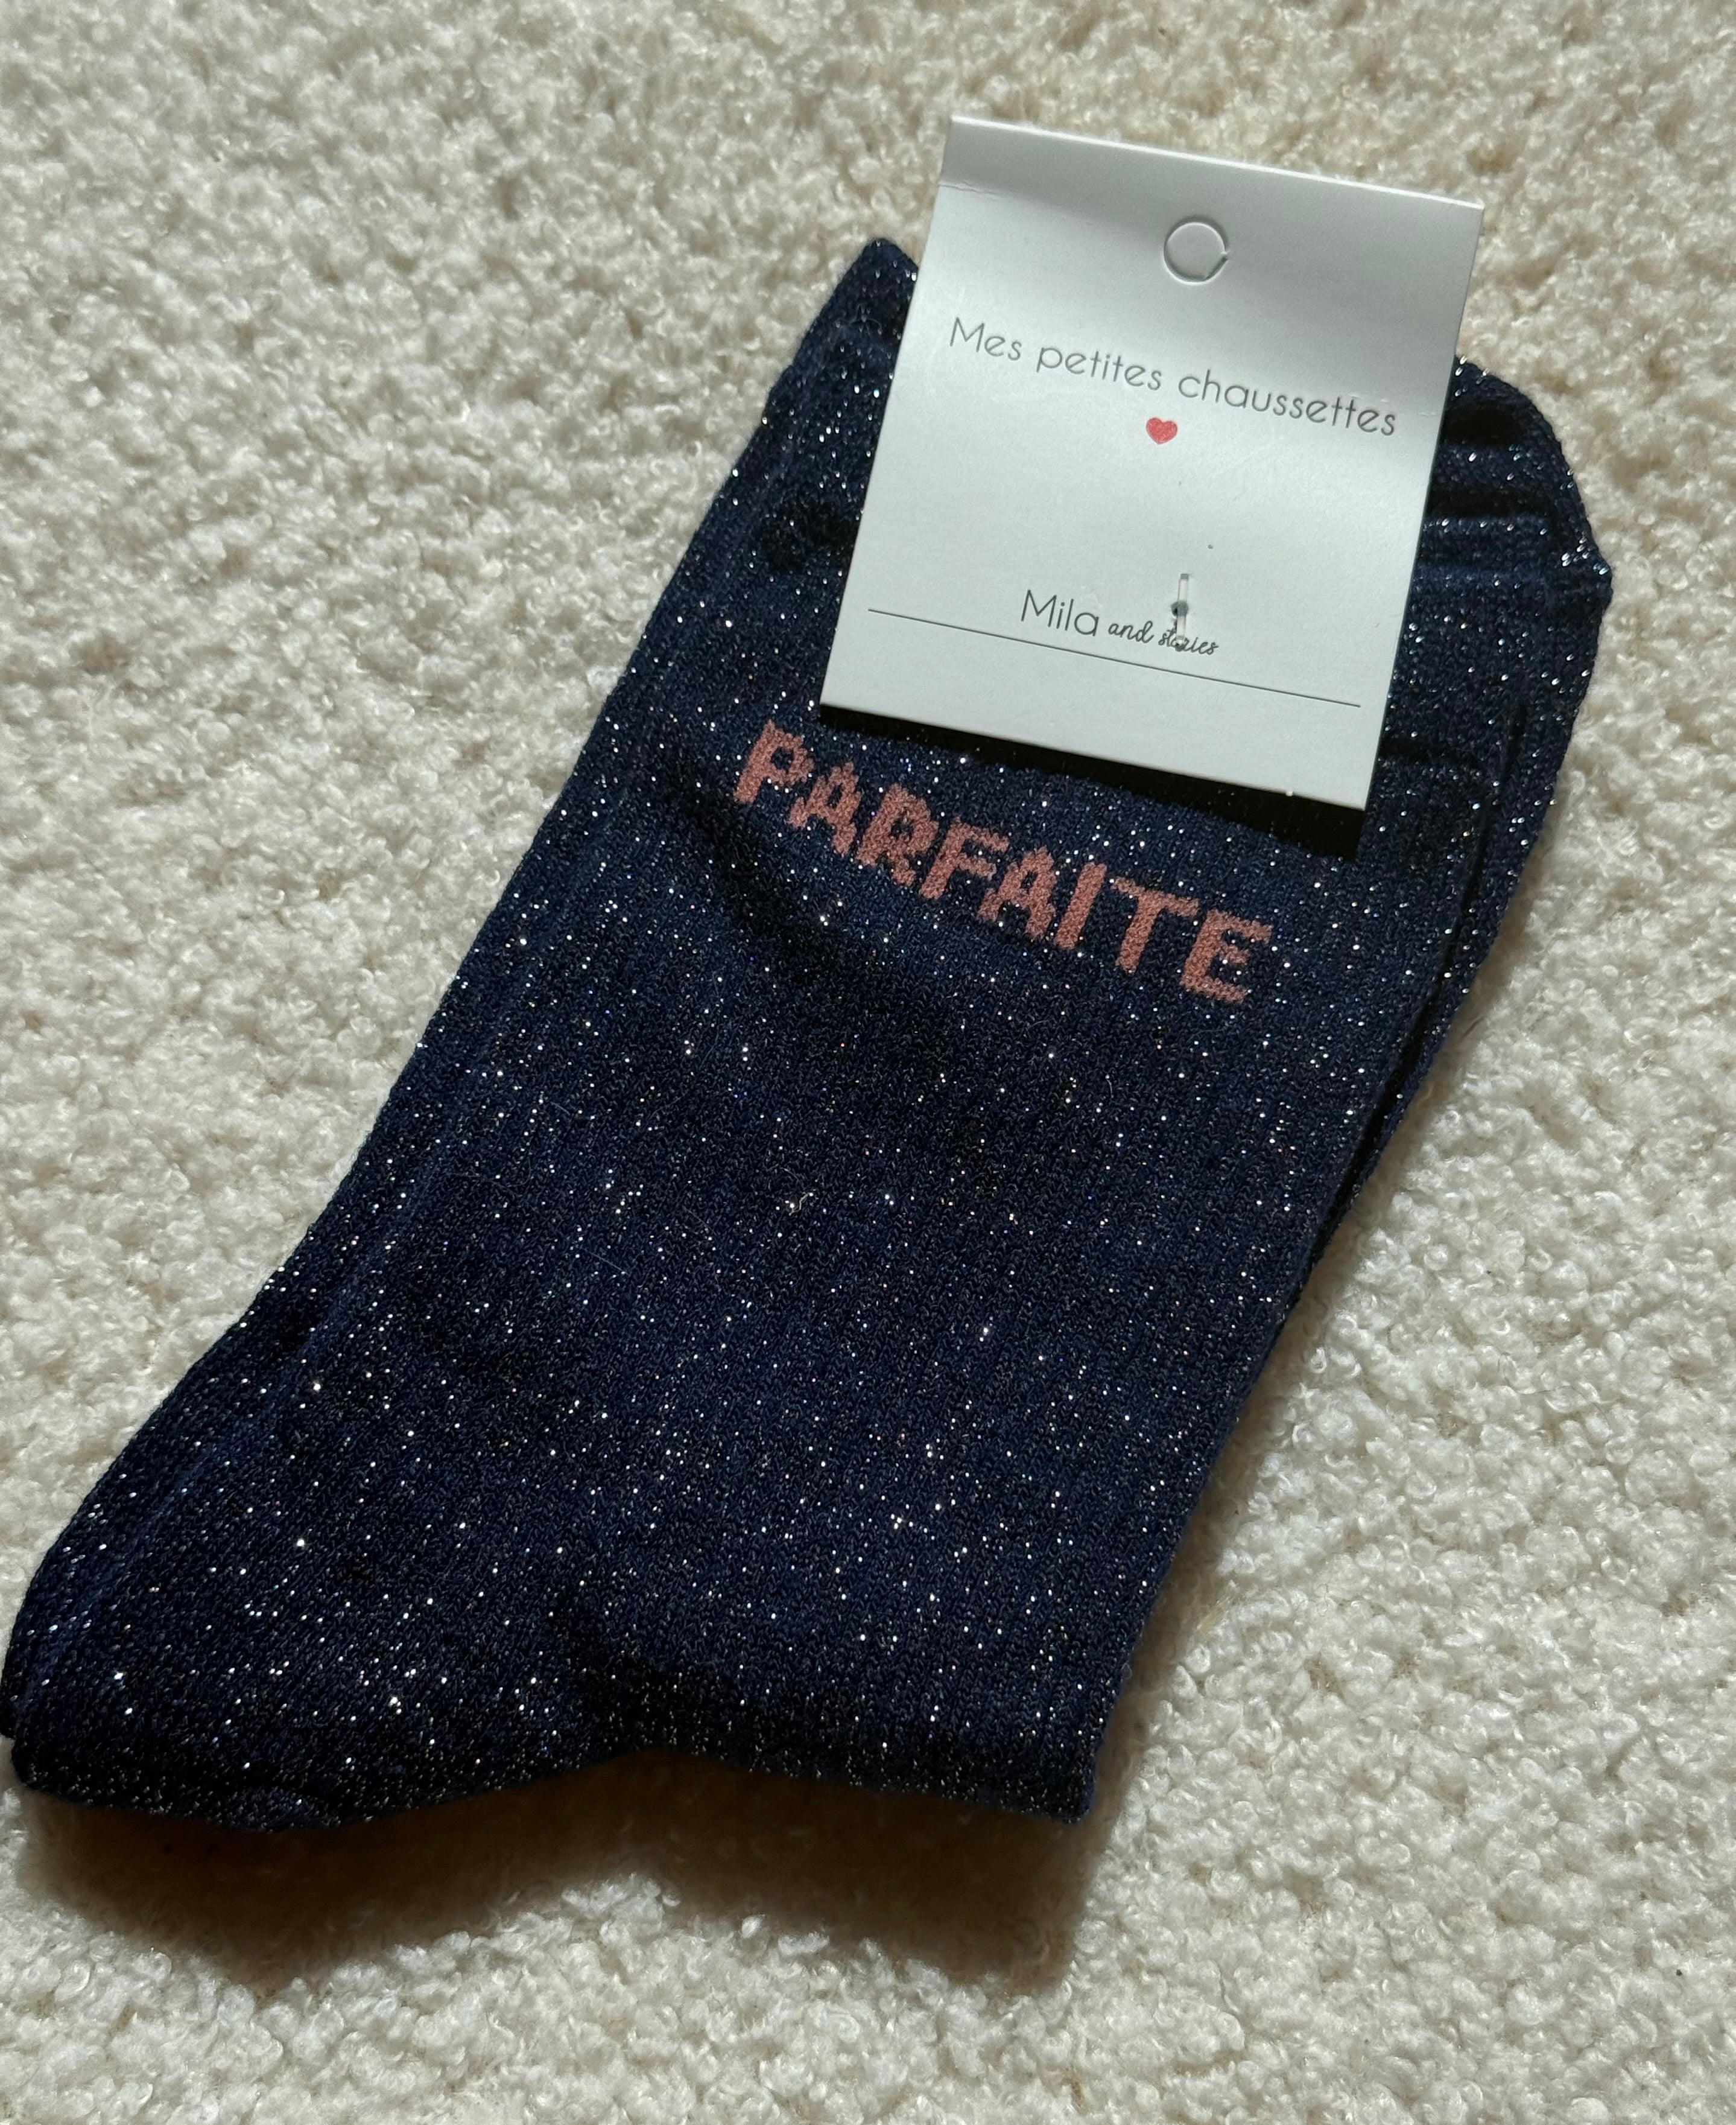 Mes petites chaussettes
Mila and stories
PARFAITE